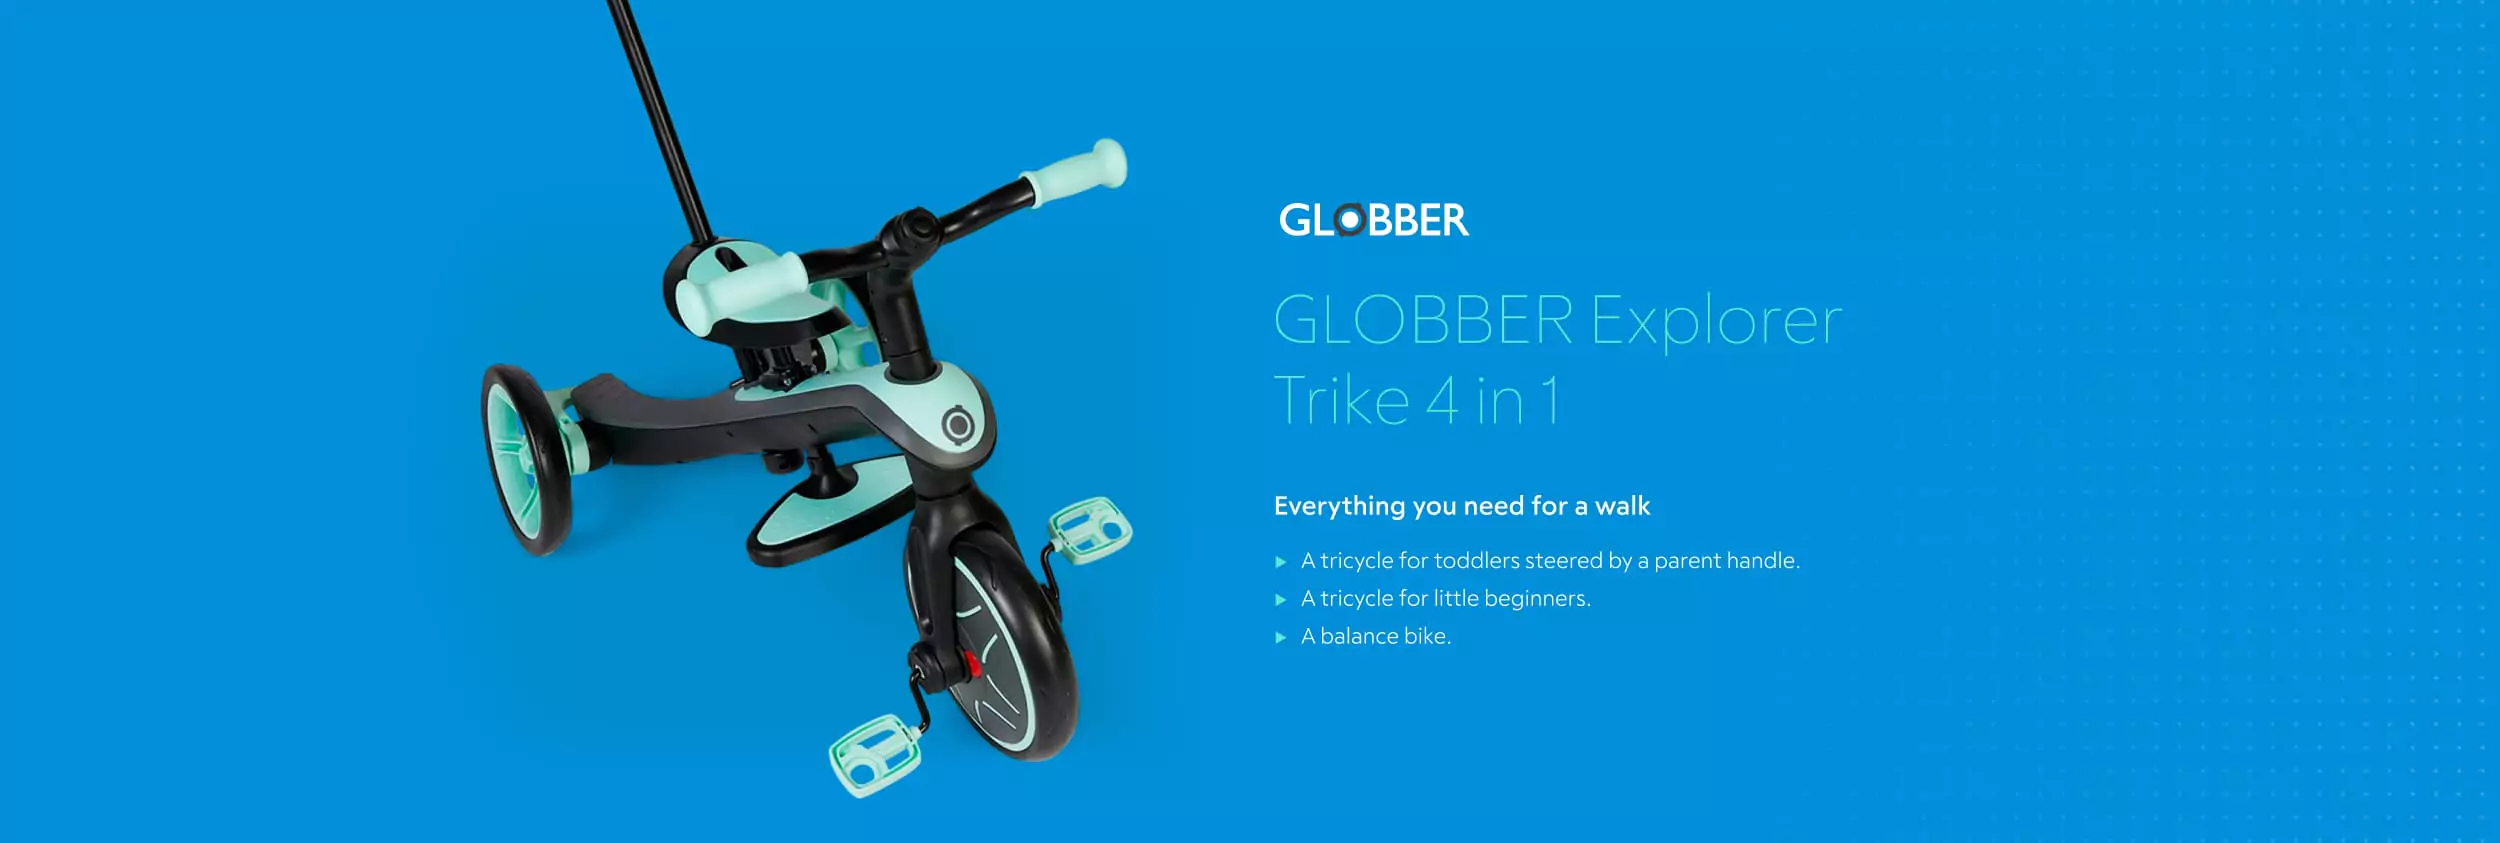 GLOBBER
GLOBBER Explorer
Trike 4 in 1
Everything you need for a walk
A tricycle for toddlers steered by a parent handle.
A tricycle for little beginners.
A balance bike.